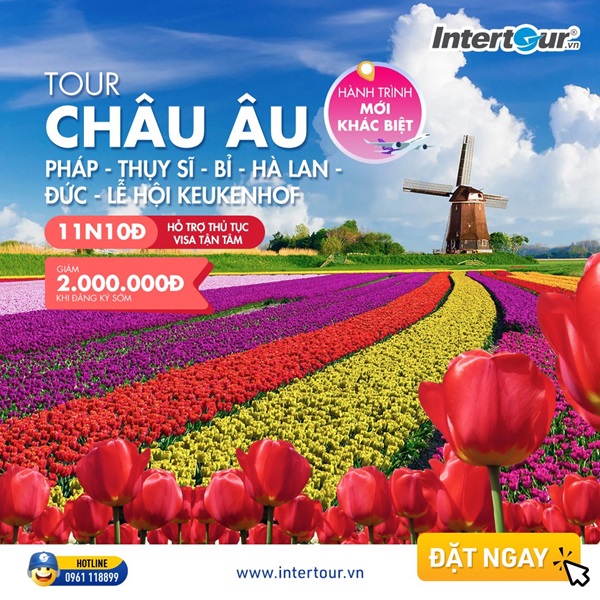 Intertour®
.vn
TOUR
CHÂU ÂU
PHÁP - THỤY SĨ - BỈ - HÀ LAN -
ĐỨC - LỄ HỘI KEUKENHOF
HÀNH TRÌNH
MỚI
KHÁC BIỆT
11N10Đ
HỖ TRỢ THỦ TỤC
VISA TẬN TÂM
GIẢM
2.000.000Đ
KHI ĐĂNG KÝ SỚM
HOTLINE
0961 118899
www.intertour.vn
ĐẶT NGAY